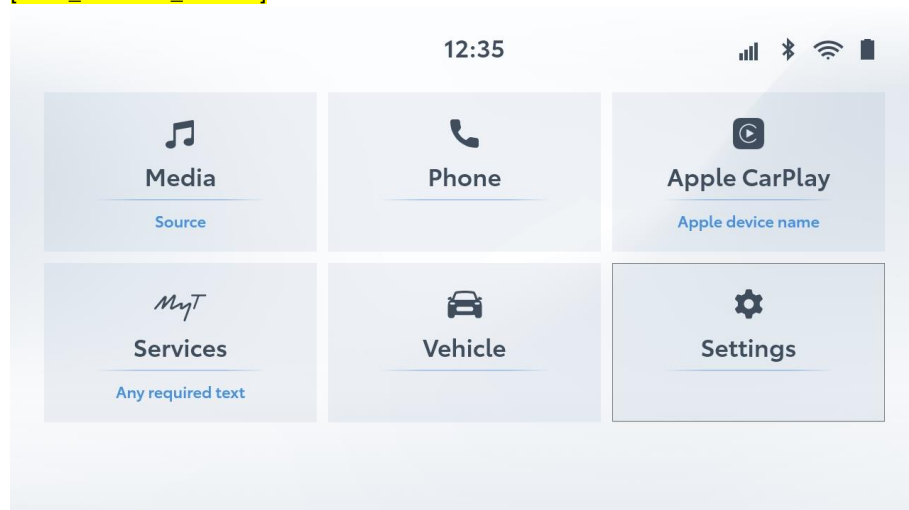 12:35
Media
Phone
Apple CarPlay
Source
Apple device name
MyT
Services
Vehicle
Settings
Any required text